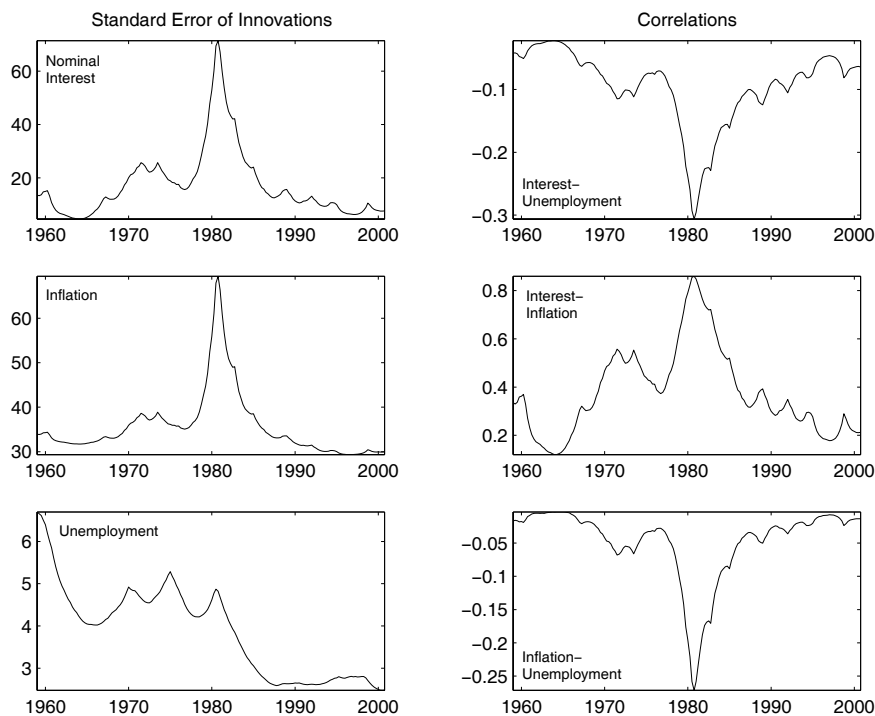 Standard Error of Innovations
Nominal
Interest
60
40
20
1960 1970 1980 1990 2000
Correlations
−0.1
−0.2
−0.3
Interest−
Unemployment
1960 1970 1980 1990 2000
Inflation
60
50
40
30
1960 1970 1980 1990 2000
Interest−
Inflation
0.8
0.6
0.4
0.2
1960 1970 1980 1990 2000
Unemployment
6
5
4
3
1960 1970 1980 1990 2000
−0.05
−0.1
−0.15
−0.2
−0.25
Inflation−
Unemployment
1960 1970 1980 1990 2000